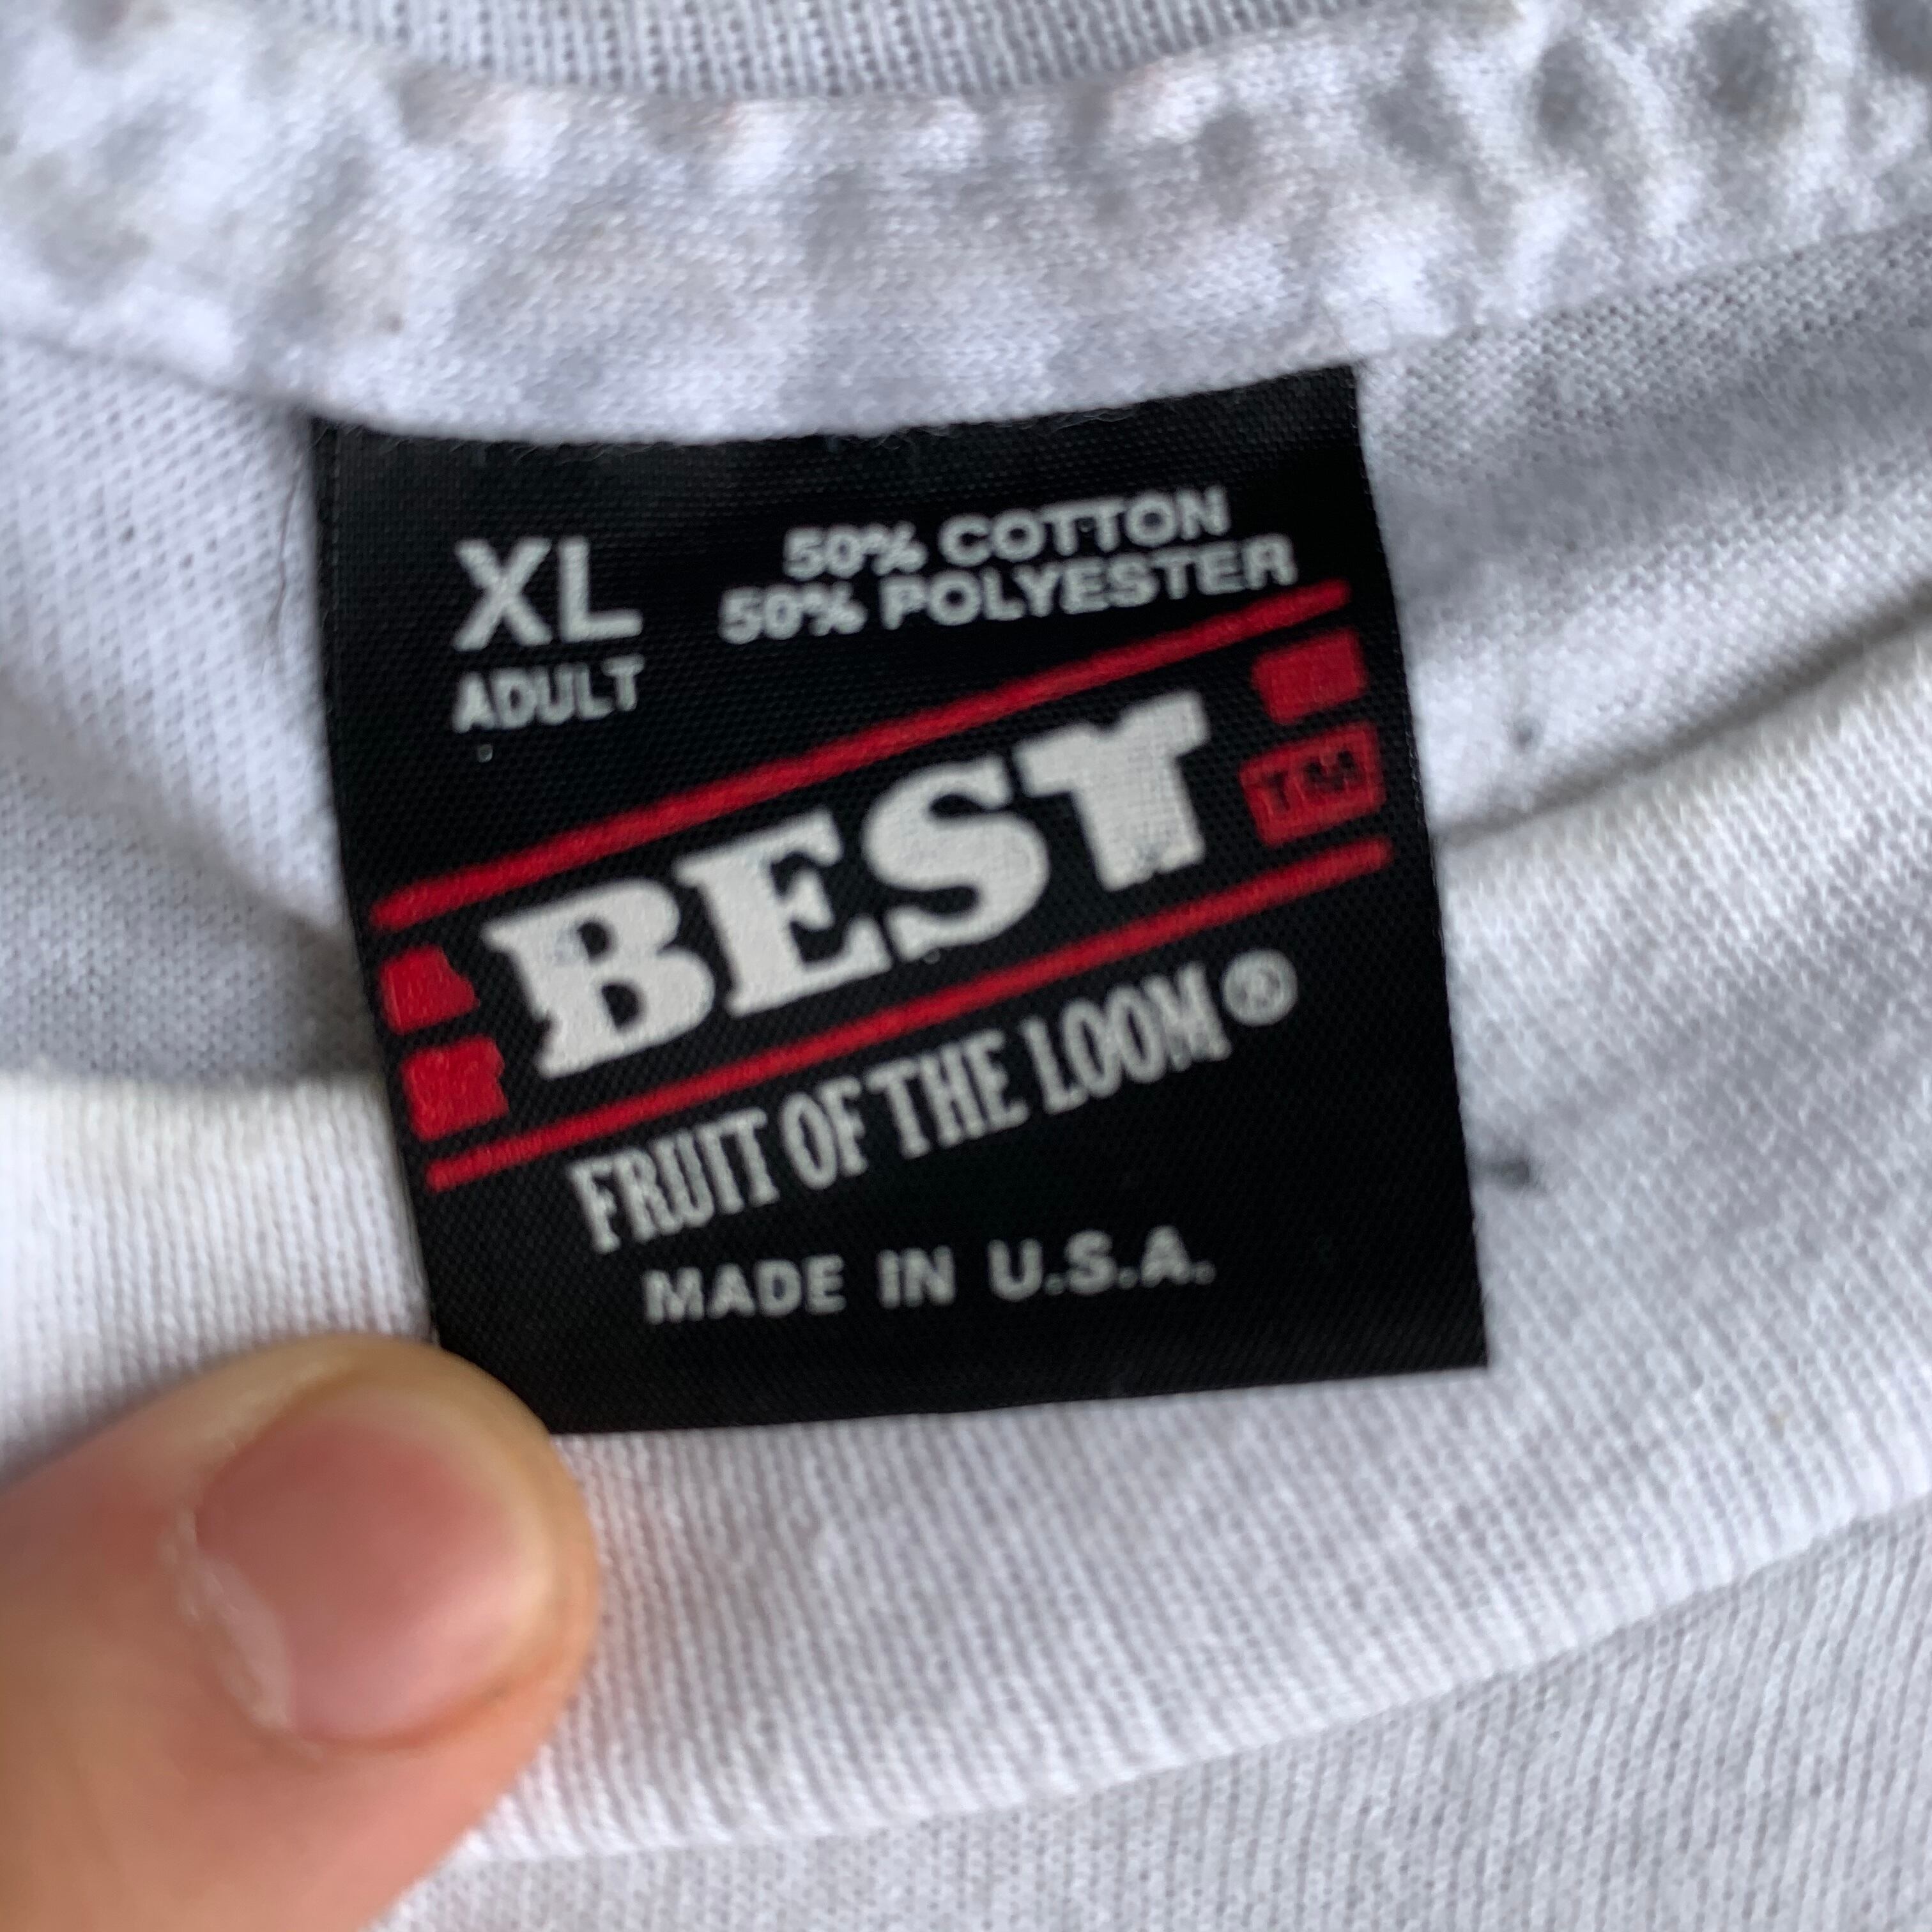 XL
ADULT
50% COTTON
50% POLYESTER
BEST
TM
FRUIT OF THE LOOM®
MADE IN U.S.A.